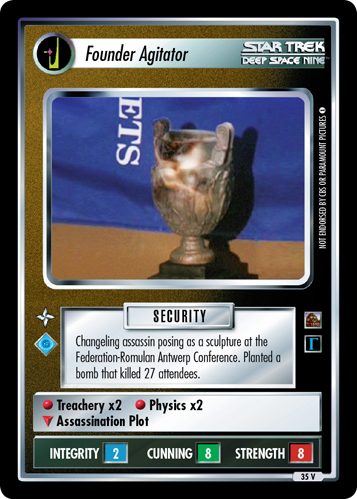 Founder Agitator
STAR TREK
DEEP SPACE NINE
ETS
NOT ENDORSED BY CBS OR PARAMOUNT PICTURES
SECURITY
Changeling assassin posing as a sculpture at the
Federation-Romulan Antwerp Conference. Planted a
bomb that killed 27 attendees.
Treachery x2 Physics x2
Assassination Plot
INTEGRITY 2 CUNNING 8 STRENGTH 8
35 V